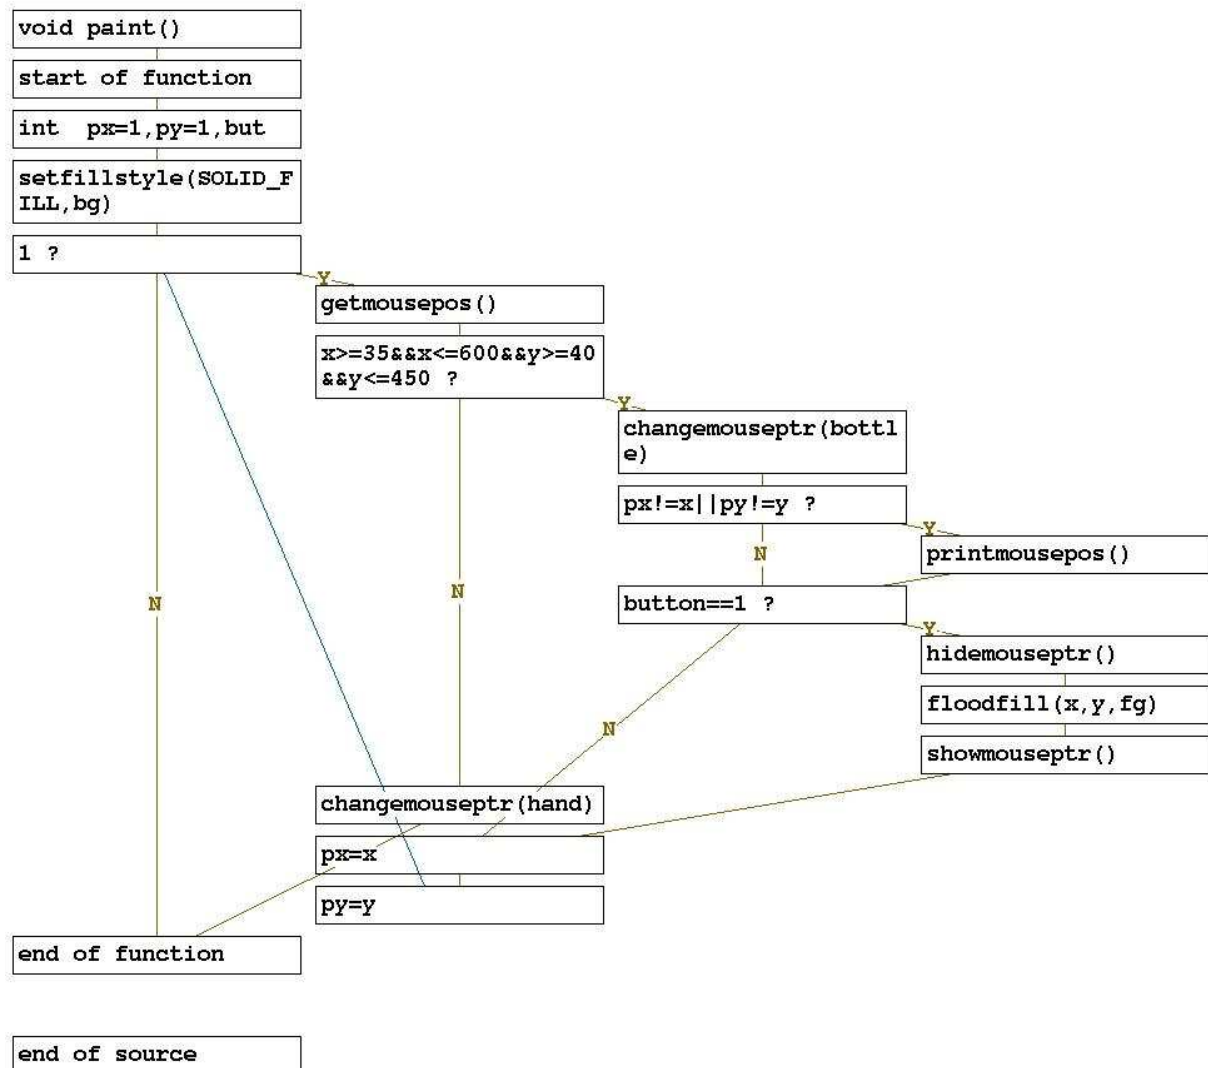 void paint()
start of function
int  px=1,py=1,but
setfillstyle(SOLID_F
ILL,bg)
1 ?
Y
getmousepos()
x>=35&&x<=600&&y>=40
&&y<=450 ?
Y
changemouseptr(bottl
e)
px!=x||py!=y ?
Y
N
printmousepos()
N
N
button==1 ?
Y
hidemouseptr()
floodfill(x,y,fg)
N
showmouseptr()
changemouseptr(hand)
px=x
py=y
end of function
end of source